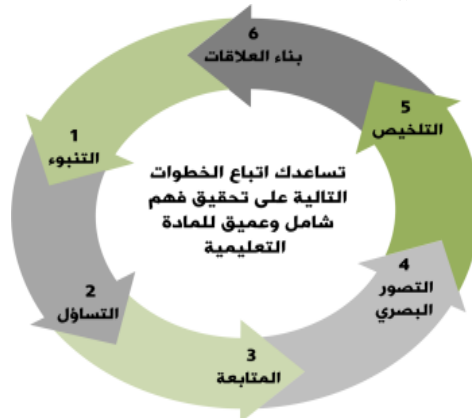 تساعدك اتباع الخطوات
التالية على تحقيق فهم
شامل وعميق للمادة
التعليمية
1
التنبوء
2
التساؤل
3
المتابعة
4
التصور
البصري
5
التلخيص
6
بناء العلاقات